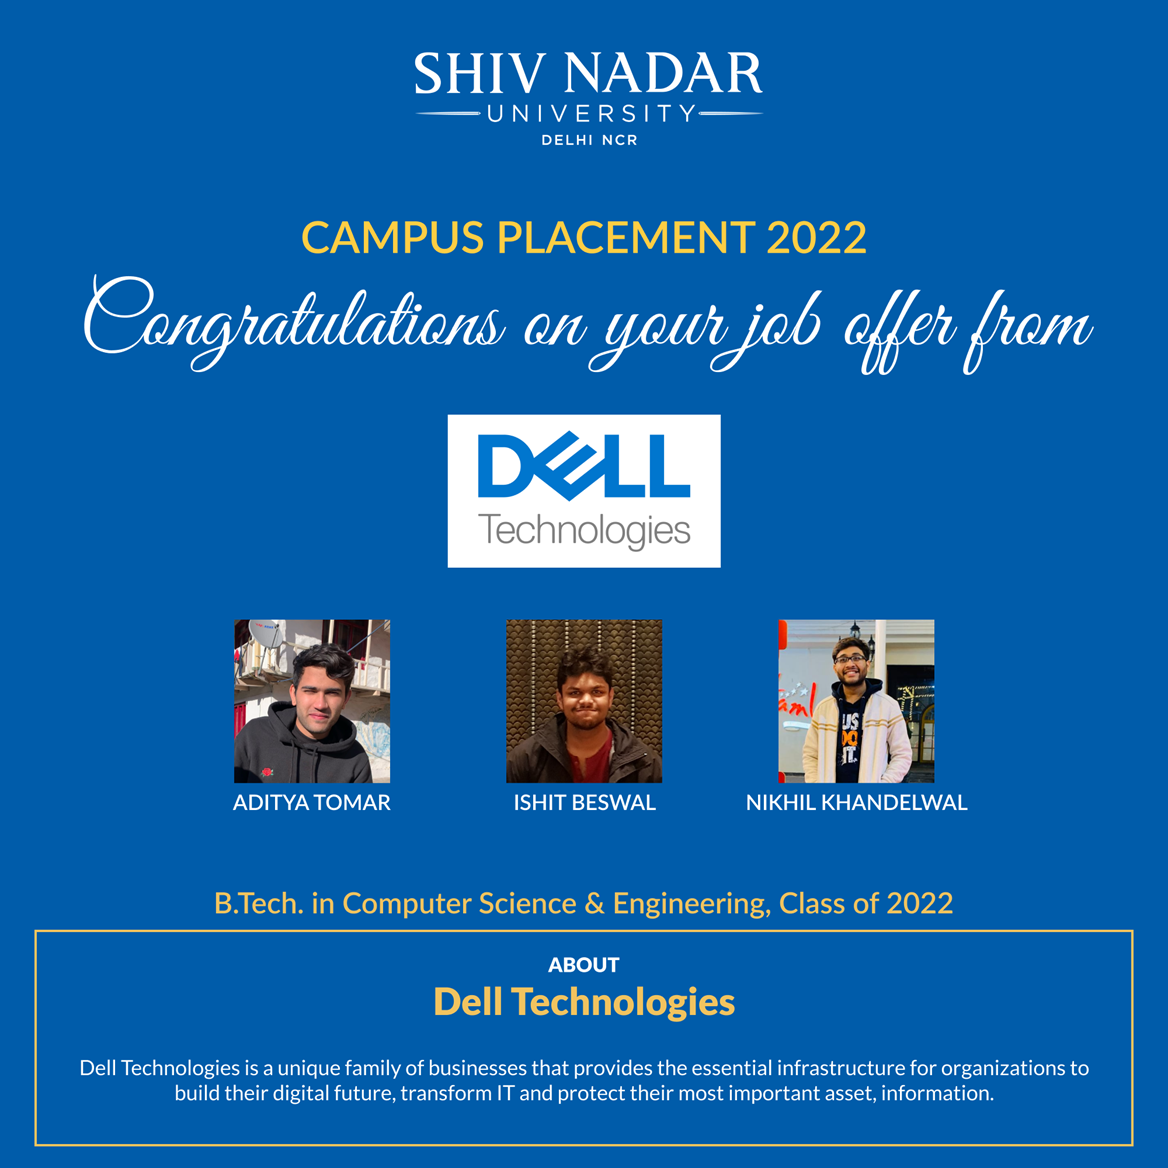 SHIV NADAR
UNIVERSITY
DELHI NCR
CAMPUS PLACEMENT 2022
Congratulations on your job offer from
DELL
Technologies
ADITYA TOMAR
ISHIT BESWAL
NIKHIL KHANDELWAL
B.Tech. in Computer Science & Engineering, Class of 2022
ABOUT
Dell Technologies
Dell Technologies is a unique family of businesses that provides the essential infrastructure for organizations to
build their digital future, transform IT and protect their most important asset, information.